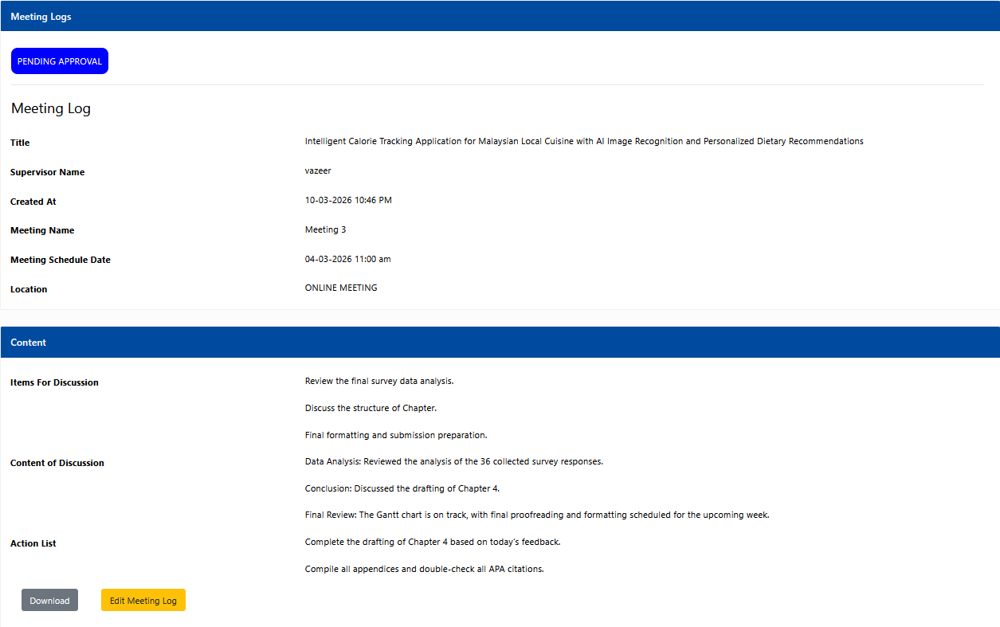 Meeting Logs
PENDING APPROVAL
Meeting Log
Title Intelligent Calorie Tracking Application for Malaysian Local Cuisine with AI Image Recognition and Personalized Dietary Recommendations
Supervisor Name vazeer
Created At 10-03-2026 10:46 PM
Meeting Name Meeting 3
Meeting Schedule Date 04-03-2026 11:00 am
Location ONLINE MEETING
Content
Items For Discussion Review the final survey data analysis.
Discuss the structure of Chapter.
Final formatting and submission preparation.
Content of Discussion Data Analysis: Reviewed the analysis of the 36 collected survey responses.
Conclusion: Discussed the drafting of Chapter 4.
Final Review: The Gantt chart is on track, with final proofreading and formatting scheduled for the upcoming week.
Action List Complete the drafting of Chapter 4 based on today's feedback.
Compile all appendices and double-check all APA citations.
Download Edit Meeting Log